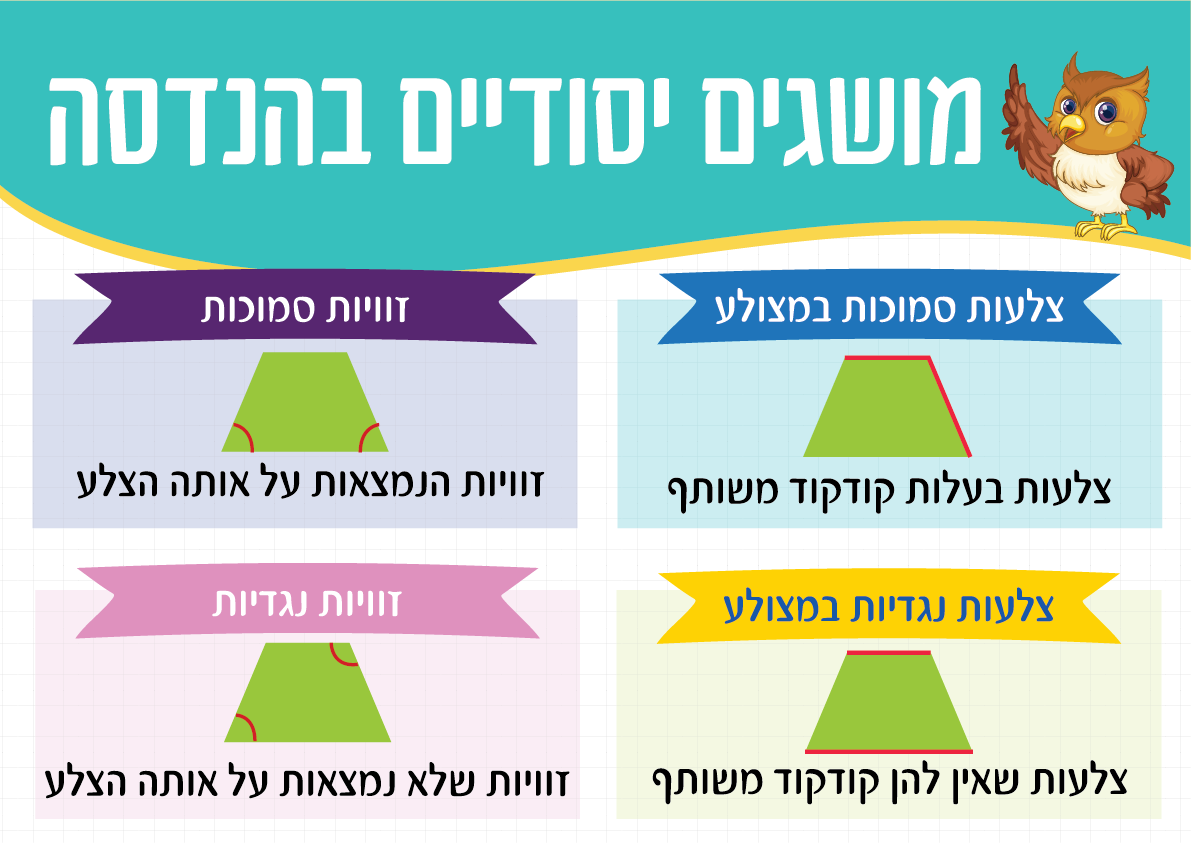 מושגים יסודיים בהנדסה
צלעות סמוכות במצולע
צלעות בעלות קודקוד משותף
זוויות סמוכות
זוויות הנמצאות על אותה הצלע
צלעות נגדיות במצולע
צלעות שאין להן קודקוד משותף
זוויות נגדיות
זוויות שלא נמצאות על אותה הצלע